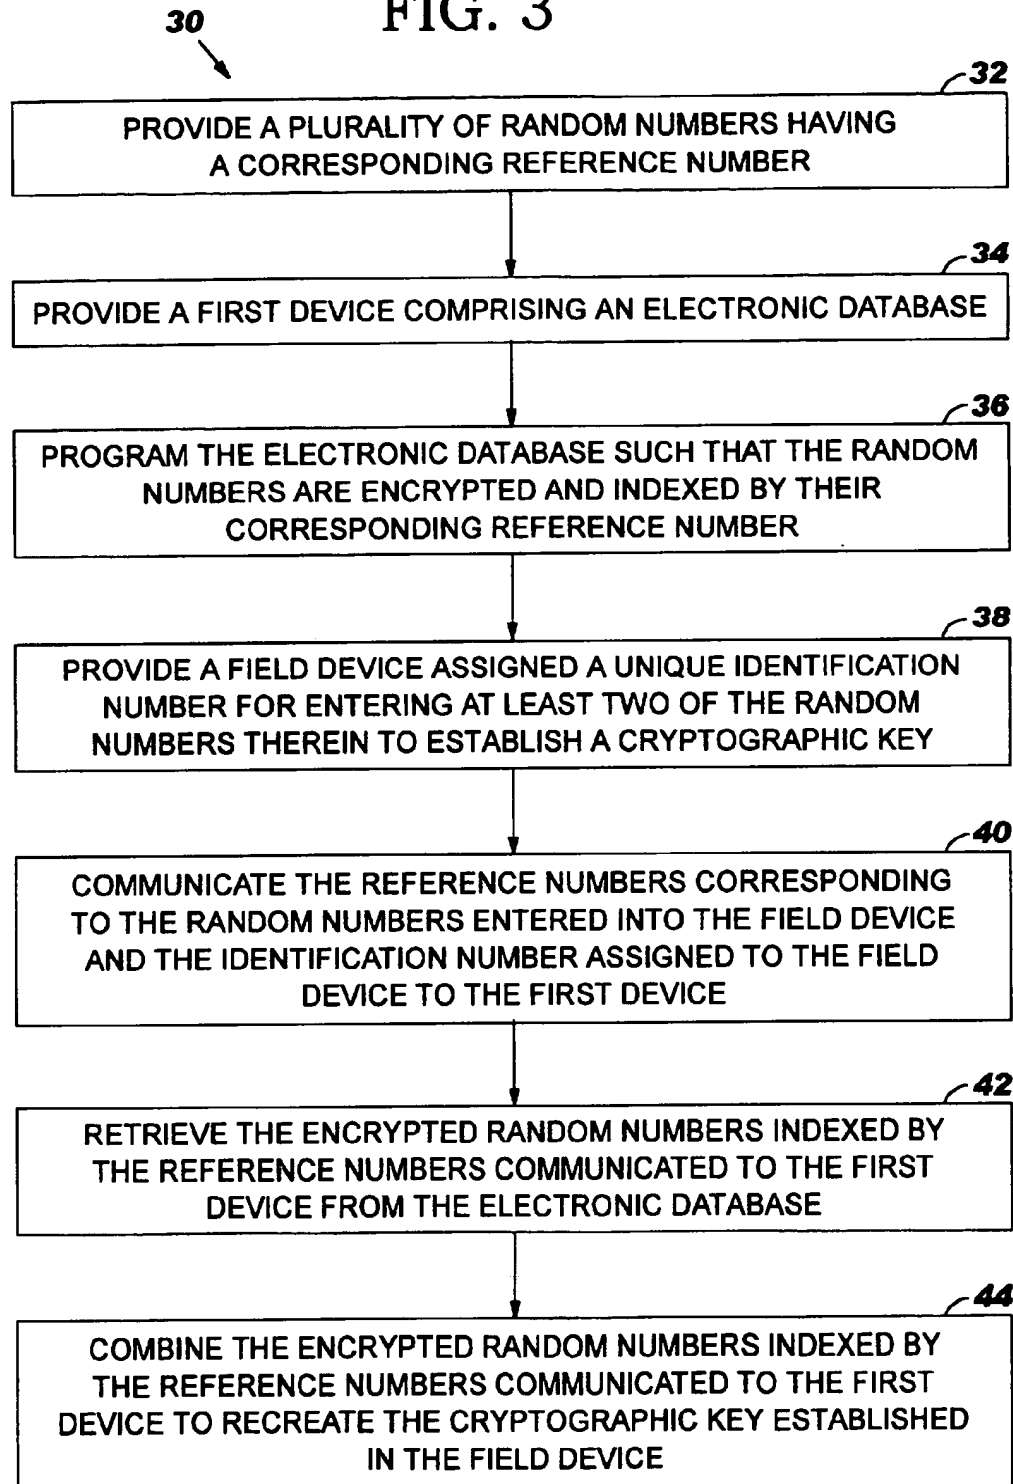 FIG. 3
30
32
PROVIDE A PLURALITY OF RANDOM NUMBERS HAVING
A CORRESPONDING REFERENCE NUMBER
34
PROVIDE A FIRST DEVICE COMPRISING AN ELECTRONIC DATABASE
36
PROGRAM THE ELECTRONIC DATABASE SUCH THAT THE RANDOM
NUMBERS ARE ENCRYPTED AND INDEXED BY THEIR
CORRESPONDING REFERENCE NUMBER
38
PROVIDE A FIELD DEVICE ASSIGNED A UNIQUE IDENTIFICATION
NUMBER FOR ENTERING AT LEAST TWO OF THE RANDOM
NUMBERS THEREIN TO ESTABLISH A CRYPTOGRAPHIC KEY
40
COMMUNICATE THE REFERENCE NUMBERS CORRESPONDING
TO THE RANDOM NUMBERS ENTERED INTO THE FIELD DEVICE
AND THE IDENTIFICATION NUMBER ASSIGNED TO THE FIELD
DEVICE TO THE FIRST DEVICE
42
RETRIEVE THE ENCRYPTED RANDOM NUMBERS INDEXED BY
THE REFERENCE NUMBERS COMMUNICATED TO THE FIRST
DEVICE FROM THE ELECTRONIC DATABASE
44
COMBINE THE ENCRYPTED RANDOM NUMBERS INDEXED BY
THE REFERENCE NUMBERS COMMUNICATED TO THE FIRST
DEVICE TO RECREATE THE CRYPTOGRAPHIC KEY ESTABLISHED
IN THE FIELD DEVICE